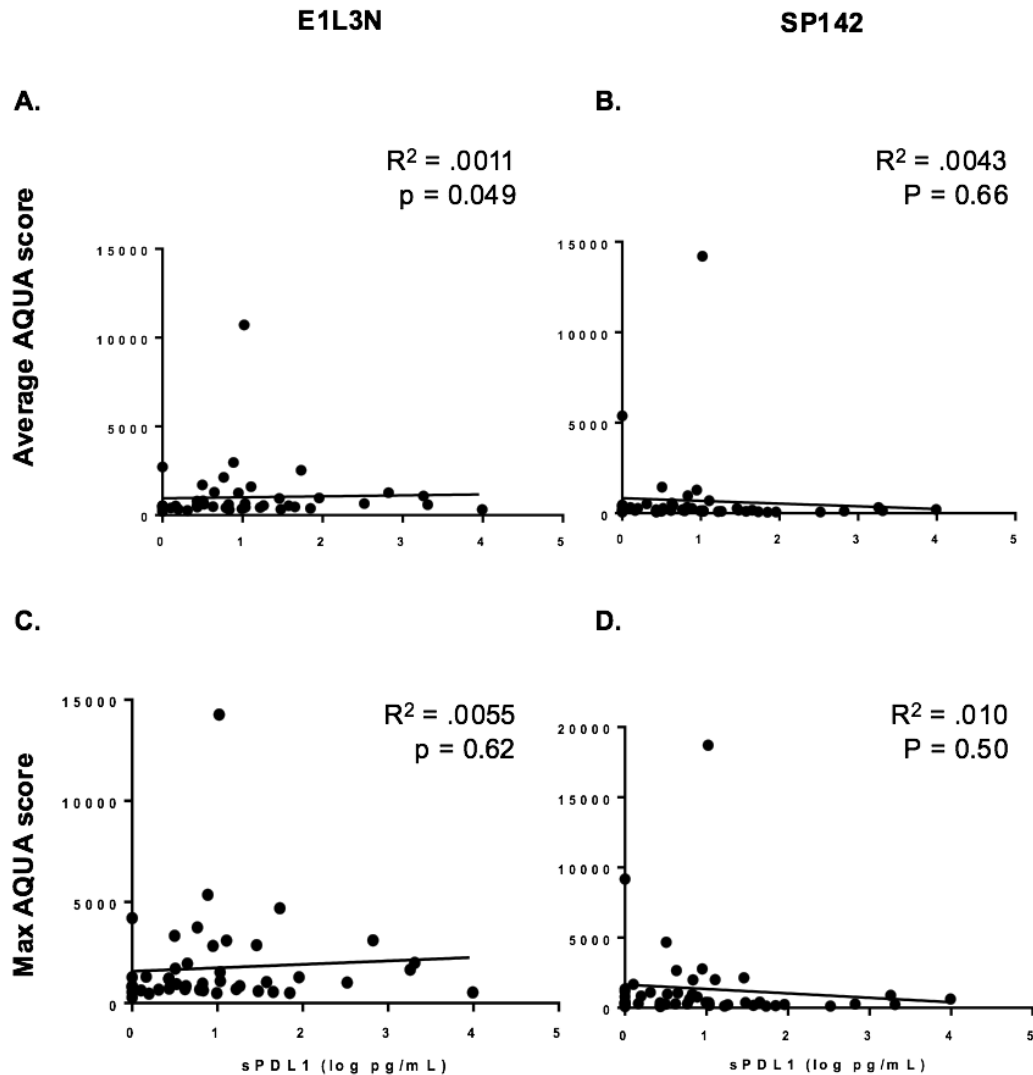 E1L3N
SP142
A.
R² = .0011
p = 0.049
Average AQUA score
15000
10000
5000
0
0 1 2 3 4 5
B.
R² = .0043
P = 0.66
15000
10000
5000
0
0 1 2 3 4 5
C.
R² = .0055
p = 0.62
Max AQUA score
15000
10000
5000
0
0 1 2 3 4 5
sPDL1 (log pg/mL)
D.
R² = .010
P = 0.50
20000
15000
10000
5000
0
0 1 2 3 4 5
sPDL1 (log pg/mL)